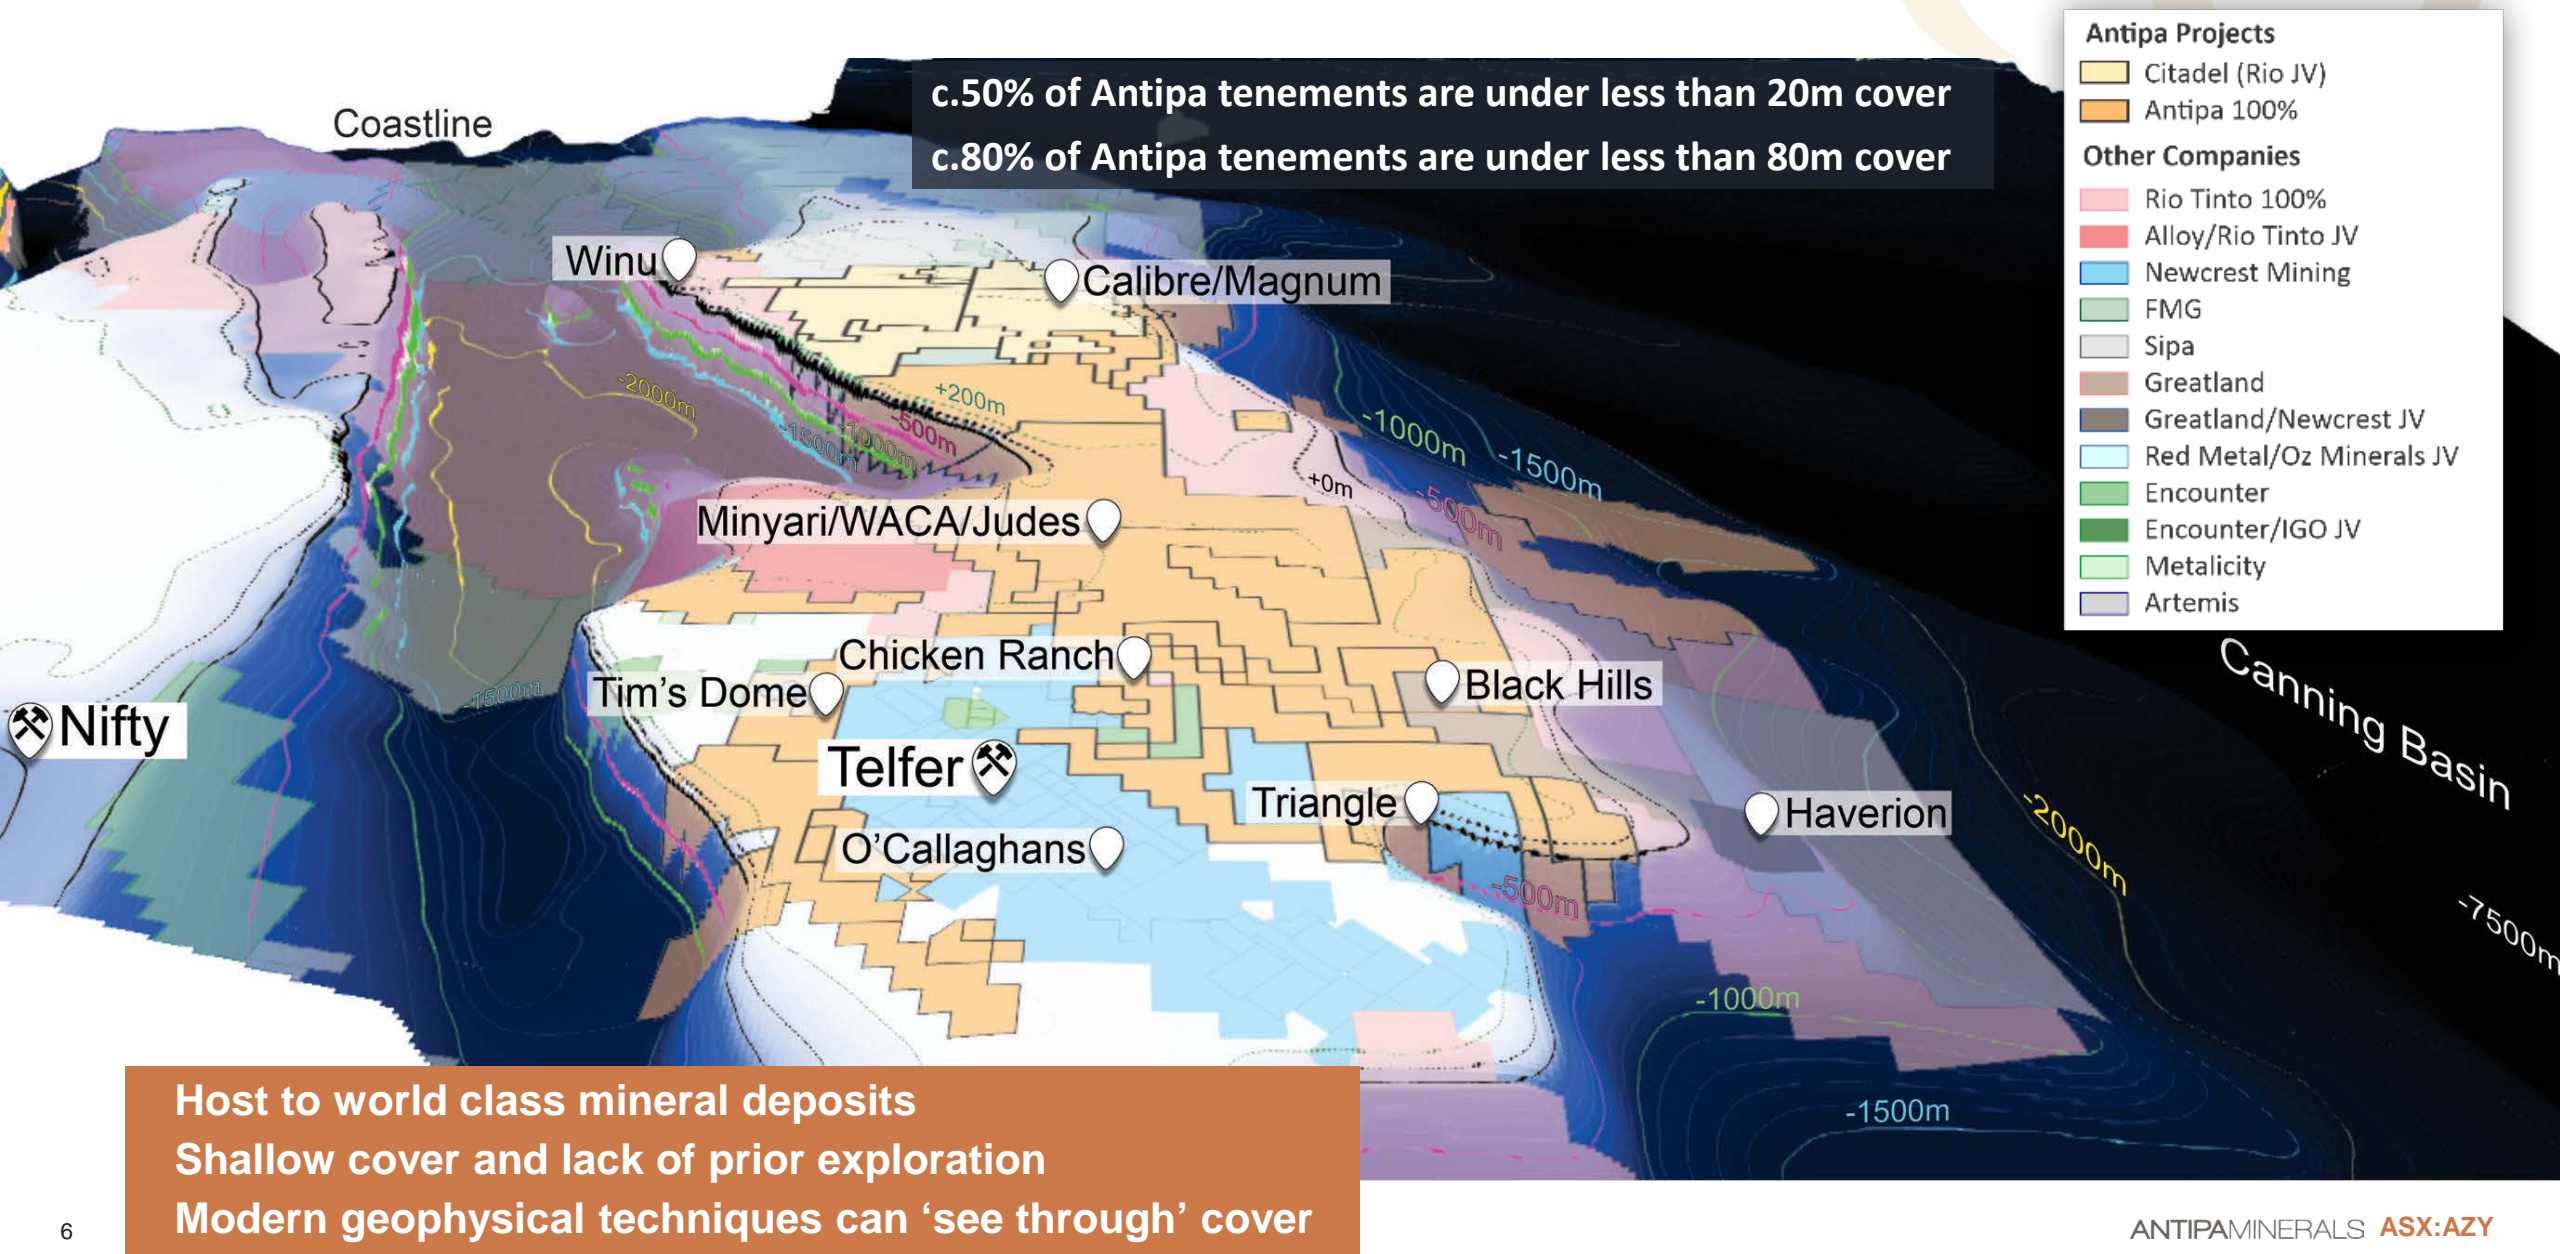 c.50% of Antipa tenements are under less than 20m cover
c.80% of Antipa tenements are under less than 80m cover
Antipa Projects
Citadel (Rio JV)
Antipa 100%
Other Companies
Rio Tinto 100%
Alloy/Rio Tinto JV
Newcrest Mining
FMG
Sipa
Greatland
Greatland/Newcrest JV
Red Metal/Oz Minerals JV
Encounter
Encounter/IGO JV
Metalicity
Artemis
Coastline
Winu
Calibre/Magnum
-2000m
+200m
-500m
-1000m
-1500m
-1000m
-1500m
+0m
-500m
Minyari/WACA/Judes
Chicken Ranch
Tim's Dome
Black Hills
-1500m
Nifty
Telfer
Triangle
Haverion
O'Callaghans
-500m
Canning Basin
-2000m
-7500m
-1000m
-1500m
Host to world class mineral deposits
Shallow cover and lack of prior exploration
Modern geophysical techniques can ‘see through’ cover
6
ANTIPAMINERALS ASX:AZY